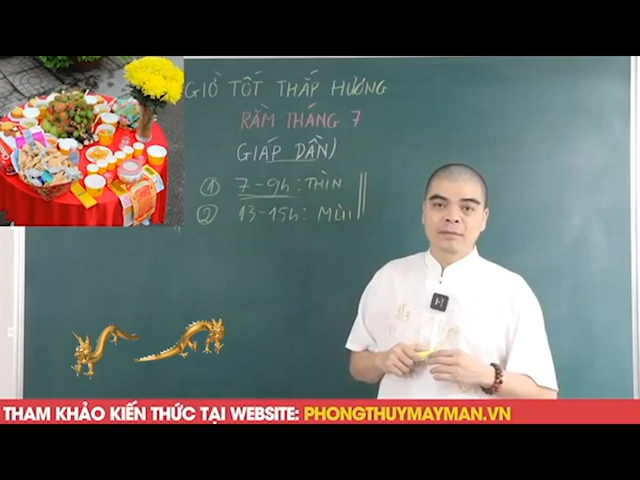 GIỜ TỐT THẮP HƯƠNG
RẰM THÁNG 7
GIÁP DẦN)
① 7-9h: THÌN
② 13-15h: MÙI
THAM KHẢO KIẾN THỨC TẠI WEBSITE: PHONGTHUYMAYMAN.VN